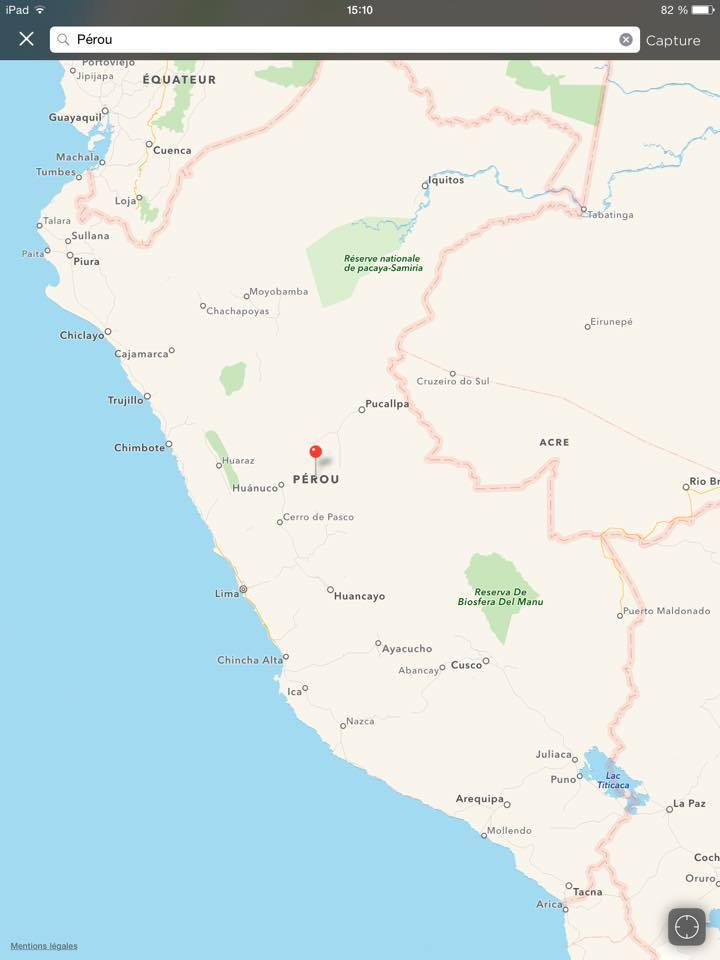 iPad
15:10
82 %
Pérou
Capture
Portoviejo
Jipijapa
ÉQUATEUR
Guayaquil
Cuenca
Machala
Tumbes
Iquitos
Loja
Tabatinga
Talara
Sullana
Paita
Piura
Réserve nationale
de pacaya-Samiria
Moyobamba
Chachapoyas
Eirunepé
Chiclayo
Cajamarca
Cruzeiro do Sul
Trujillo
Pucallpa
ACRE
Chimbote
Huaraz
PÉROU
Huánuco
Rio Br
Cerro de Pasco
Lima
Huancayo
Reserva De
Biosfera Del Manu
Puerto Maldonado
Ayacucho
Chincha Alta
Abancay
Cusco
Ica
Nazca
Juliaca
Puno
Lac
Titicaca
Arequipa
La Paz
Mollendo
Coch
Oruro
Tacna
Arica
Mentions légales